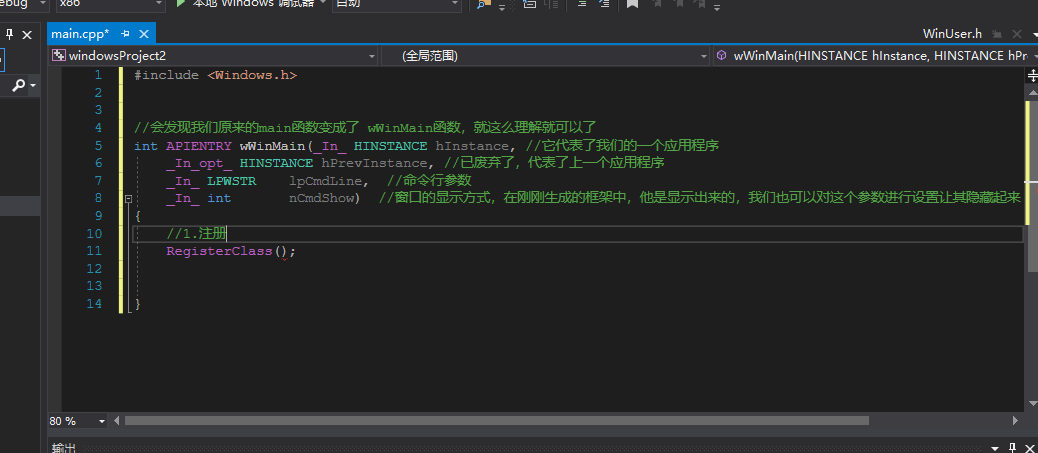 ebug x86 本地 Windows 调试器 自动
main.cpp* WinUser.h
windowsProject2 (全局范围) wWinMain(HINSTANCE hInstance, HINSTANCE hPr
1 #include <Windows.h>
2
3
4 //会发现我们原来的main函数变成了 wWinMain函数，就这么理解就可以了
5 int APIENTRY wWinMain(_In_ HINSTANCE hInstance, //它代表了我们的一个应用程序
6 _In_opt_ HINSTANCE hPrevInstance, //已废弃了，代表了上一个应用程序
7 _In_ LPWSTR lpCmdLine, //命令行参数
8 _In_ int nCmdShow) //窗口的显示方式，在刚刚生成的框架中，他是显示出来的，我们也可以对这个参数进行设置让其隐藏起来
9 {
10 //1.注册
11 RegisterClass();
12
13
14 }
80 %
输出